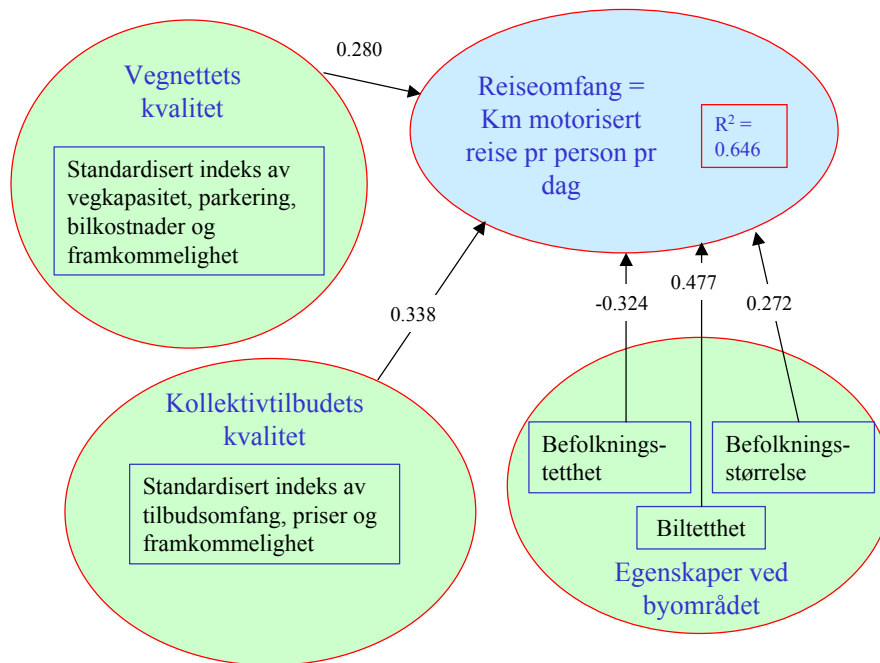 0.280
Vegnettets
kvalitet
Standardisert indeks av
vegkapasitet, parkering,
bilkostnader og
framkommelighet
Reiseomfang =
Km motorisert
reise pr person pr
dag
R² =
0.646
0.338
-0.324
0.477
0.272
Kollektivtilbudets
kvalitet
Standardisert indeks av
tilbudsomfang, priser og
framkommelighet
Befolknings-
tetthet
Befolknings-
størrelse
Biltetthet
Egenskaper ved
byområdet